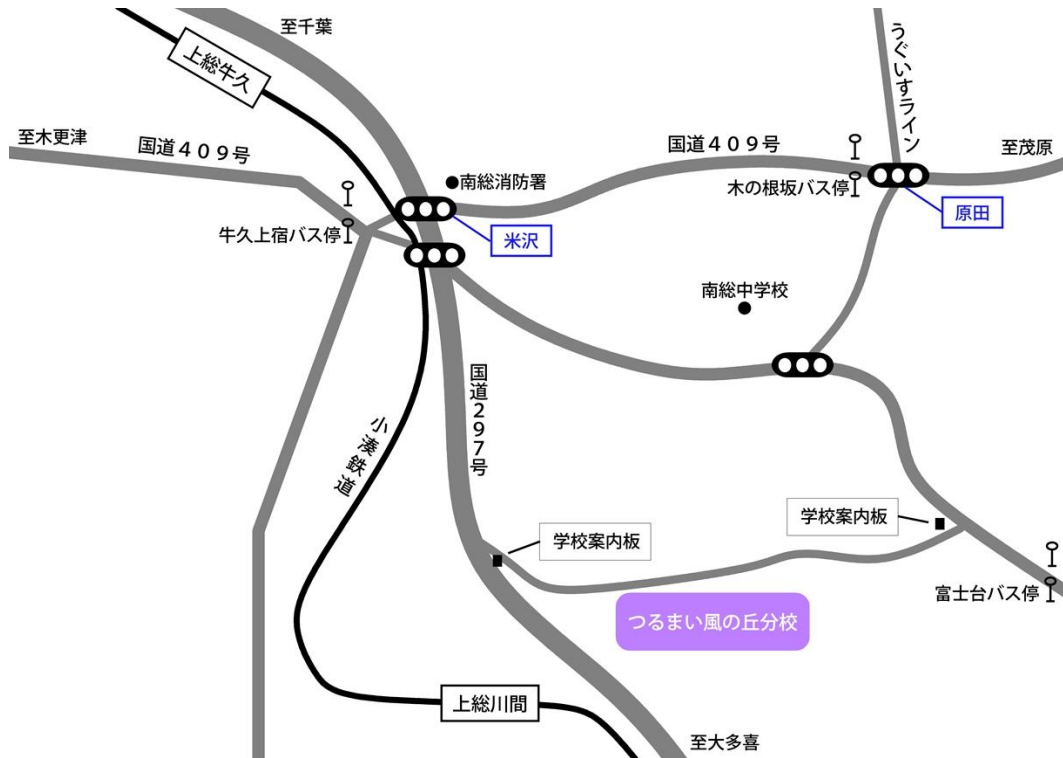 至千葉
上総牛久
うぐいすライン
至木更津
国道４０９号
国道４０９号
至茂原
南総消防署
木の根坂バス停
原田
牛久上宿バス停
米沢
南総中学校
国道２９７号
小湊鉄道
学校案内板
学校案内板
富士台バス停
つるまい風の丘分校
上総川間
至大多喜